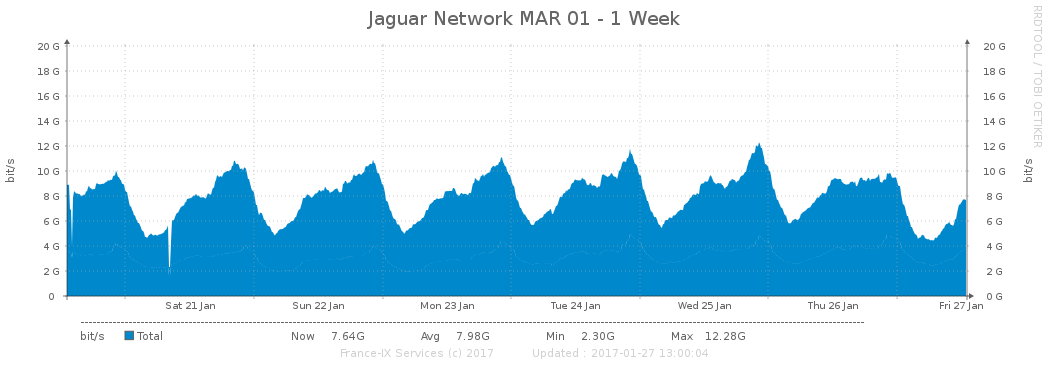 Jaguar Network MAR 01 - 1 Week
RRDTOOL / TOBI OETIKER
bit/s
bit/s
20 G 20 G
18 G 18 G
16 G 16 G
14 G 14 G
12 G 12 G
10 G 10 G
8 G 8 G
6 G 6 G
4 G 4 G
2 G 2 G
0 0 G
Sat 21 Jan Sun 22 Jan Mon 23 Jan Tue 24 Jan Wed 25 Jan Thu 26 Jan Fri 27 Jan
bit/s Total Now 7.64G Avg 7.98G Min 2.30G Max 12.28G
France-IX Services (c) 2017 Updated : 2017-01-27 13:00:04